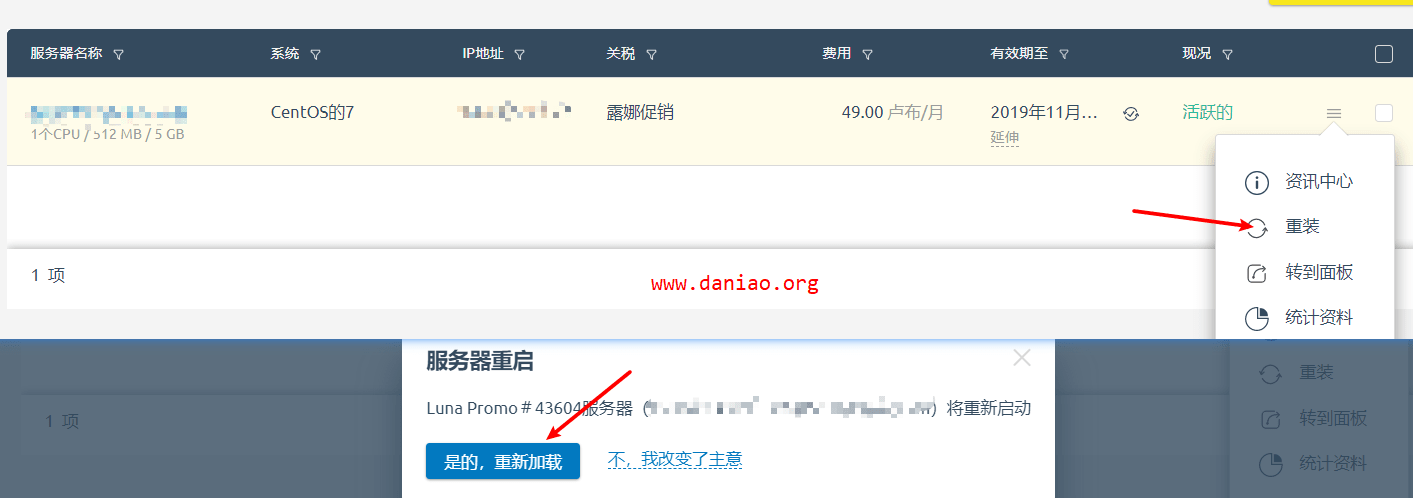 服务器名称 系统 IP地址 关税 费用 有效期至 现况
CentOS的7 露娜促销 49.00 卢布/月 2019年11月... 活跃的
1个CPU / 512 MB / 5 GB 延伸
资讯中心
重装
转到面板
统计资料
1 项
www.daniao.org
服务器重启
Luna Promo＃43604服务器（ ）将重新启动
是的，重新加载 不，我改变了主意
1 项
重装
转到面板
统计资料